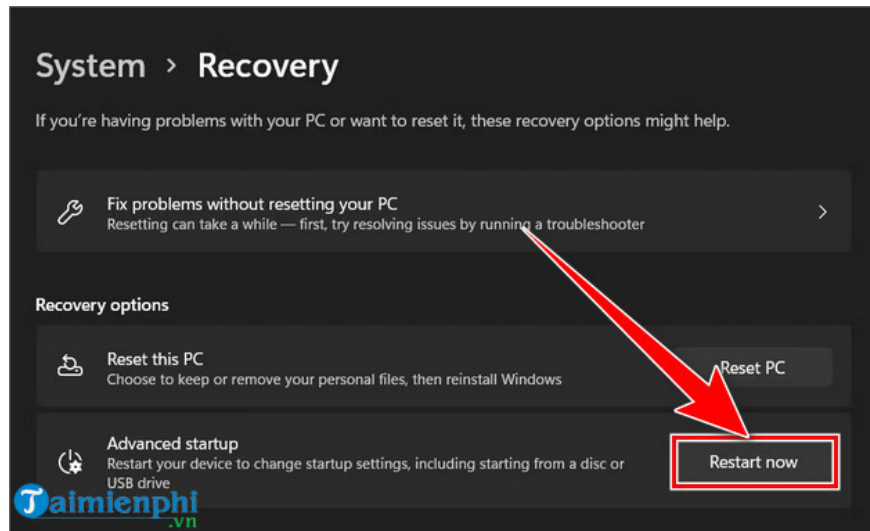 System > Recovery
If you're having problems with your PC or want to reset it, these recovery options might help.
Fix problems without resetting your PC
Resetting can take a while — first, try resolving issues by running a troubleshooter
Recovery options
Reset this PC
Choose to keep or remove your personal files, then reinstall Windows
Reset PC
Advanced startup
Restart your device to change startup settings, including starting from a disc or
USB drive
Restart now
Taimienphi
.vn